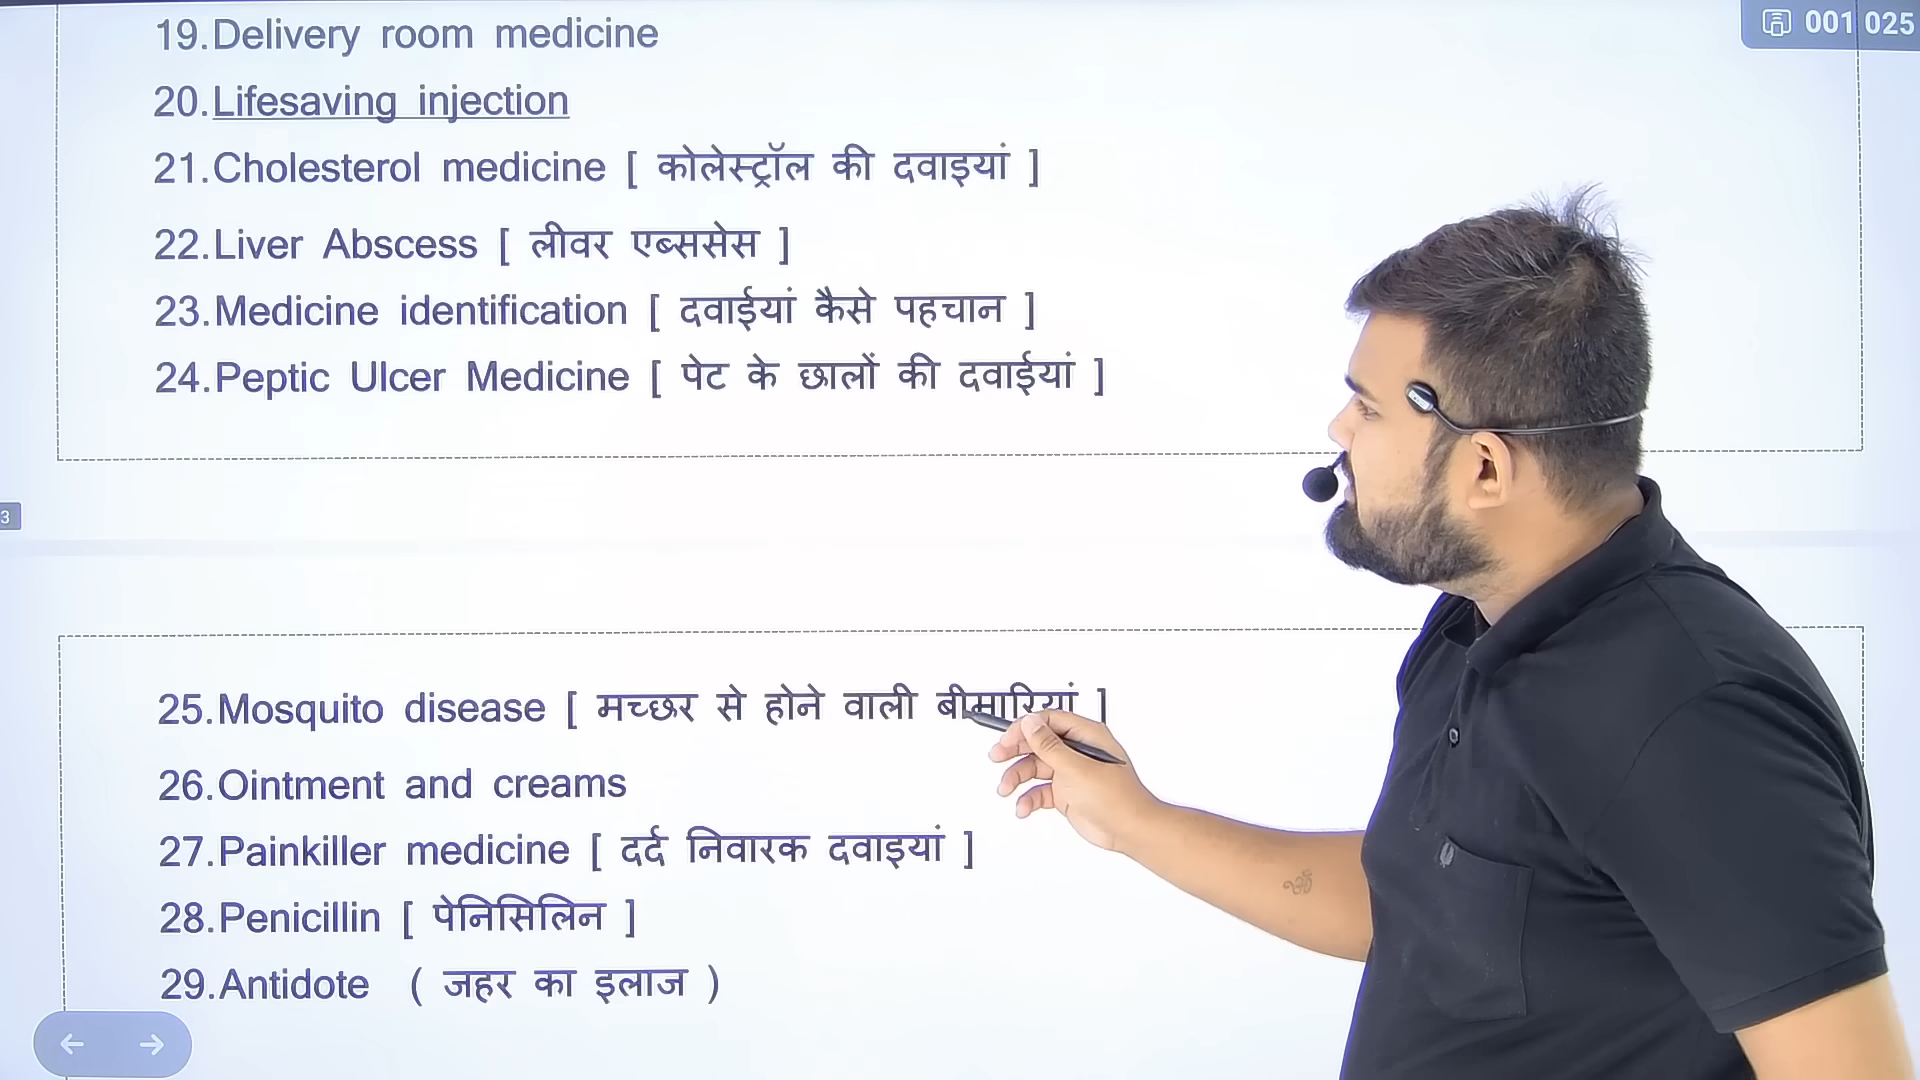 001 025
19.Delivery room medicine
20.Lifesaving injection
21.Cholesterol medicine [ कोलेस्ट्रॉल की दवाइयां ]
22.Liver Abscess [ लीवर एब्ससेस ]
23.Medicine identification [ दवाईयां कैसे पहचान ]
24.Peptic Ulcer Medicine [ पेट के छालों की दवाईयां ]
3
25.Mosquito disease [ मच्छर से होने वाली बीमारियां ]
26.Ointment and creams
27.Painkiller medicine [ दर्द निवारक दवाइयां ]
28.Penicillin [ पेनिसिलिन ]
29.Antidote ( जहर का इलाज )